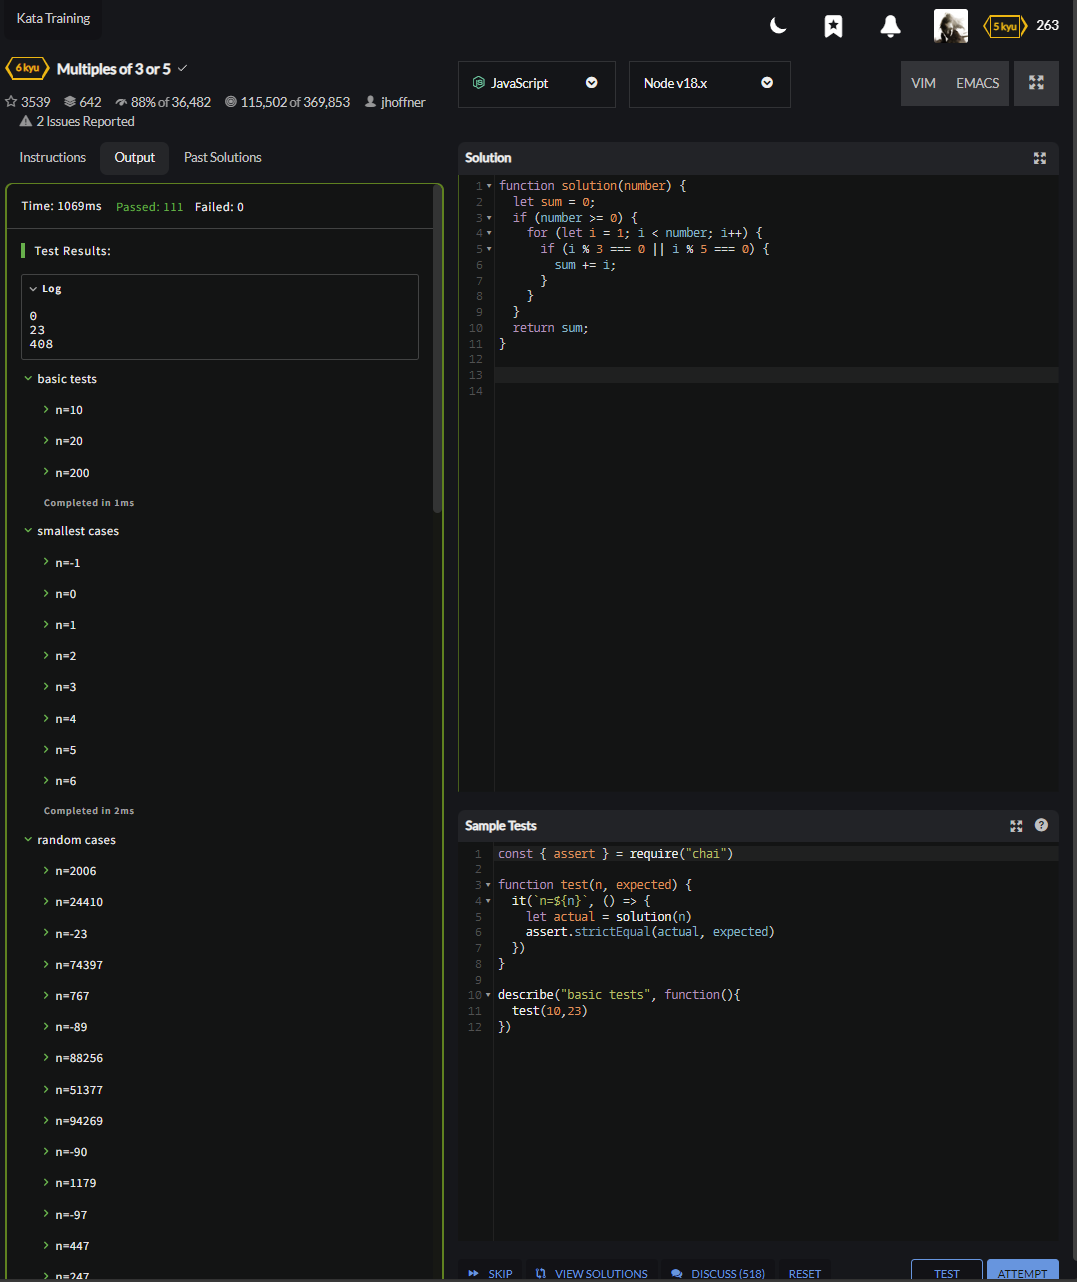 Kata Training
5 kyu 263
6 kyu Multiples of 3 or 5
3539 642 88% of 36,482 115,502 of 369,853 jhoffner
2 Issues Reported
Instructions Output Past Solutions
Time: 1069ms Passed: 111 Failed: 0
Test Results:
Log
0
23
408
basic tests
n=10
n=20
n=200
Completed in 1ms
smallest cases
n=-1
n=0
n=1
n=2
n=3
n=4
n=5
n=6
Completed in 2ms
random cases
n=2006
n=24410
n=-23
n=74397
n=767
n=-89
n=88256
n=51377
n=94269
n=-90
n=1179
n=-97
n=447
n=247
JavaScript Node v18.x VIM EMACS
Solution
1 function solution(number) {
2 let sum = 0;
3 if (number >= 0) {
4 for (let i = 1; i < number; i++) {
5 if (i % 3 === 0 || i % 5 === 0) {
6 sum += i;
7 }
8 }
9 }
10 return sum;
11 }
12
13
14
Sample Tests
1 const { assert } = require("chai")
2
3 function test(n, expected) {
4 it(`n=${n}`, () => {
5 let actual = solution(n)
6 assert.strictEqual(actual, expected)
7 })
8 }
9
10 describe("basic tests", function(){
11 test(10,23)
12 })
SKIP VIEW SOLUTIONS DISCUSS (518) RESET TEST ATTEMPT